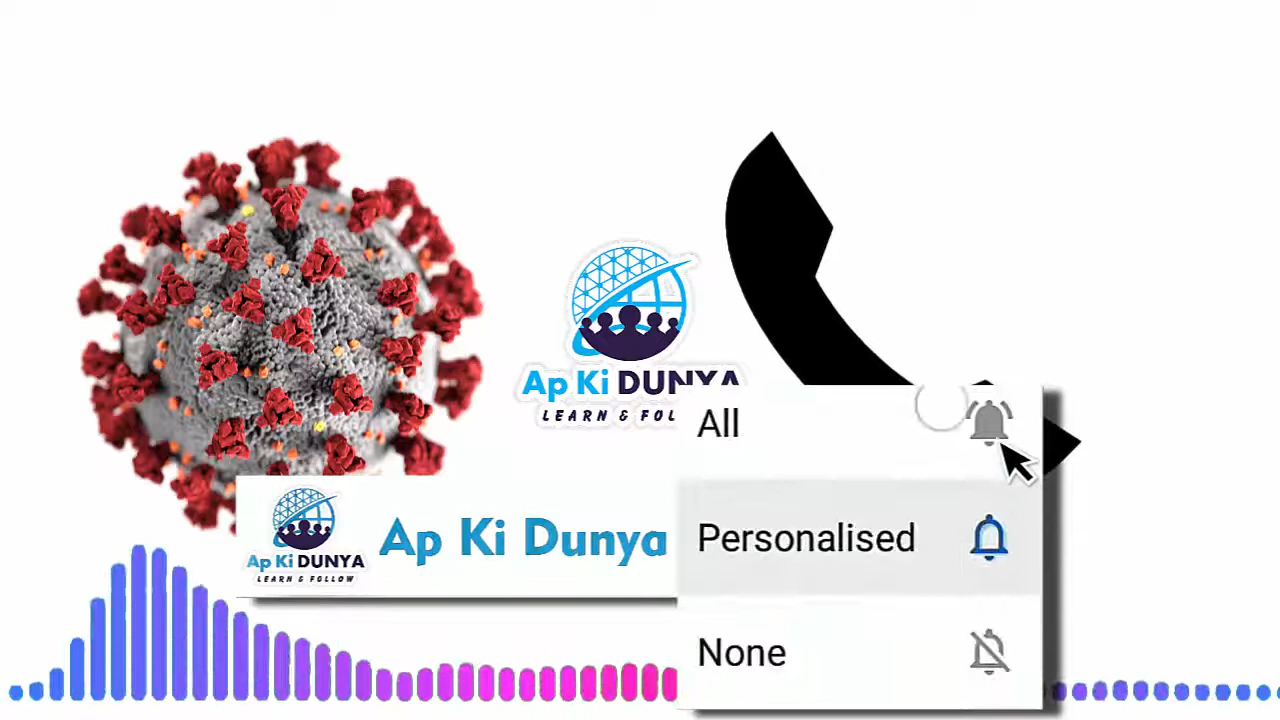 Ap Ki DUNYA
LEARN & FOL
All
Ap Ki DUNYA
LEARN & FOLLOW
Ap Ki Dunya
Personalised
None